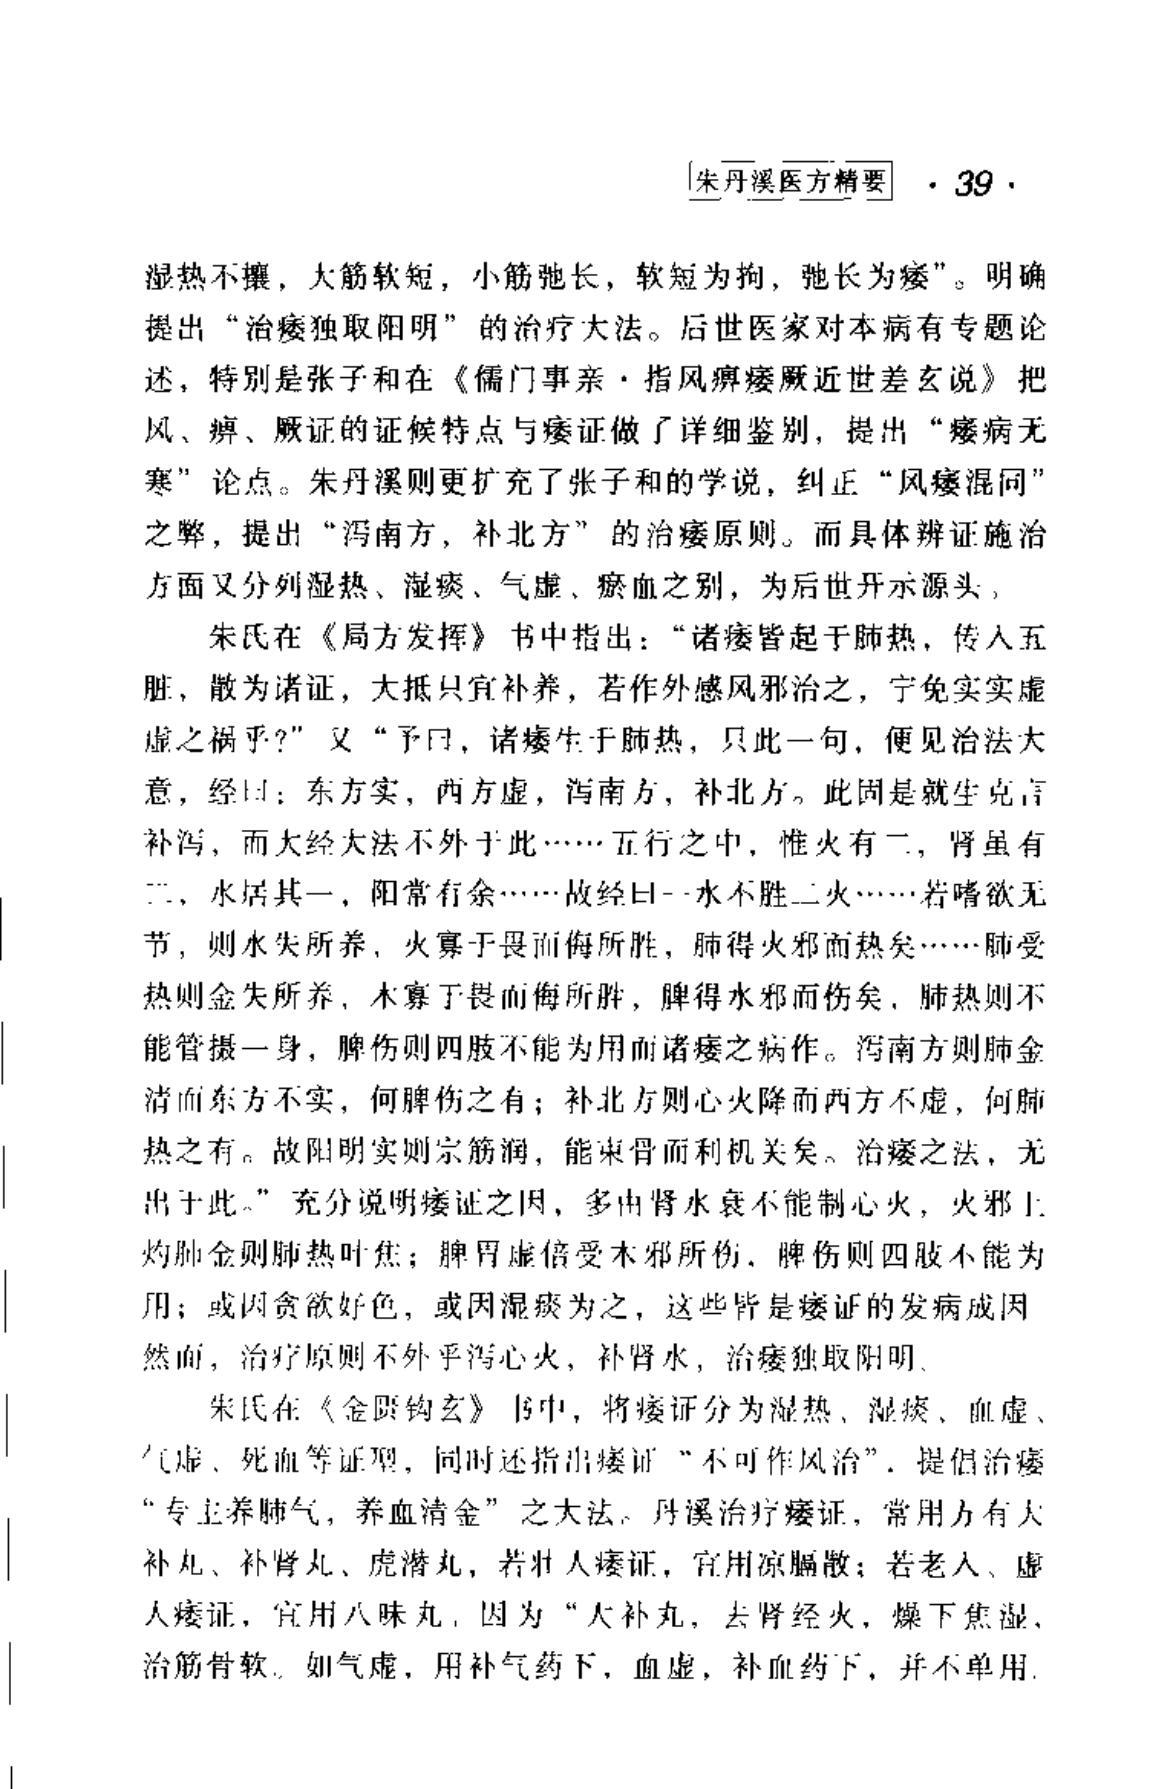 朱丹溪医方精要 · 39 ·
湿热不攘，大筋软短，小筋弛长，软短为拘，弛长为痿”。明确
提出“治痿独取阳明”的治疗大法。后世医家对本病有专题论
述，特别是张子和在《儒门事亲·指风痹痿厥近世差玄说》把
风、痹、厥证的证候特点与痿证做了详细鉴别，提出“痿病无
寒”论点。朱丹溪则更扩充了张子和的学说，纠正“风痿混同”
之弊，提出“泻南方，补北方”的治痿原则。而具体辨证施治
方面又分列湿热、湿痰、气虚、瘀血之别，为后世开示源头。
朱氏在《局方发挥》书中指出：“诸痿皆起于肺热，传入五
脏，散为诸证，大抵只宜补养，若作外感风邪治之，宁免实实虚
虚之祸乎？”又“予曰，诸痿生于肺热，只此一句，便见治法大
意，经曰：东方实，西方虚，泻南方，补北方。此固是就生克言
补泻，而大经大法不外于此……五行之中，惟火有二，肾虽有
二，水居其一，阳常有余……故经曰一水不胜二火……若嗜欲无
节，则水失所养，火寡于畏而侮所胜，肺得火邪而热矣……肺受
热则金失所养，木寡于畏而侮所胜，脾得木邪而伤矣，肺热则不
能管摄一身，脾伤则四肢不能为用而诸痿之病作。泻南方则肺金
清而东方不实，何脾伤之有；补北方则心火降而西方不虚，何肺
热之有。故阳明实则宗筋润，能束骨而利机关矣。治痿之法，无
出于此。”充分说明痿证之因，多由肾水衰不能制心火，火邪上
灼肺金则肺热叶焦；脾胃虚倍受木邪所伤，脾伤则四肢不能为
用；或因贪欲好色，或因湿痰为之，这些皆是痿证的发病成因
然而，治疗原则不外乎泻心火，补肾水，治痿独取阳明。
朱氏在《金匮钩玄》书中，将痿证分为湿热、湿痰、血虚、
气虚、死血等证型，同时还指出痿证“不可作风治”，提倡治痿
“专主养肺气，养血清金”之大法。丹溪治疗痿证，常用方有大
补丸、补肾丸、虎潜丸，若壮人痿证，宜用凉膈散；若老人、虚
人痿证，宜用八味丸。因为“大补丸，去肾经火，燥下焦湿，
治筋骨软。如气虚，用补气药下，血虚，补血药下，并不单用。